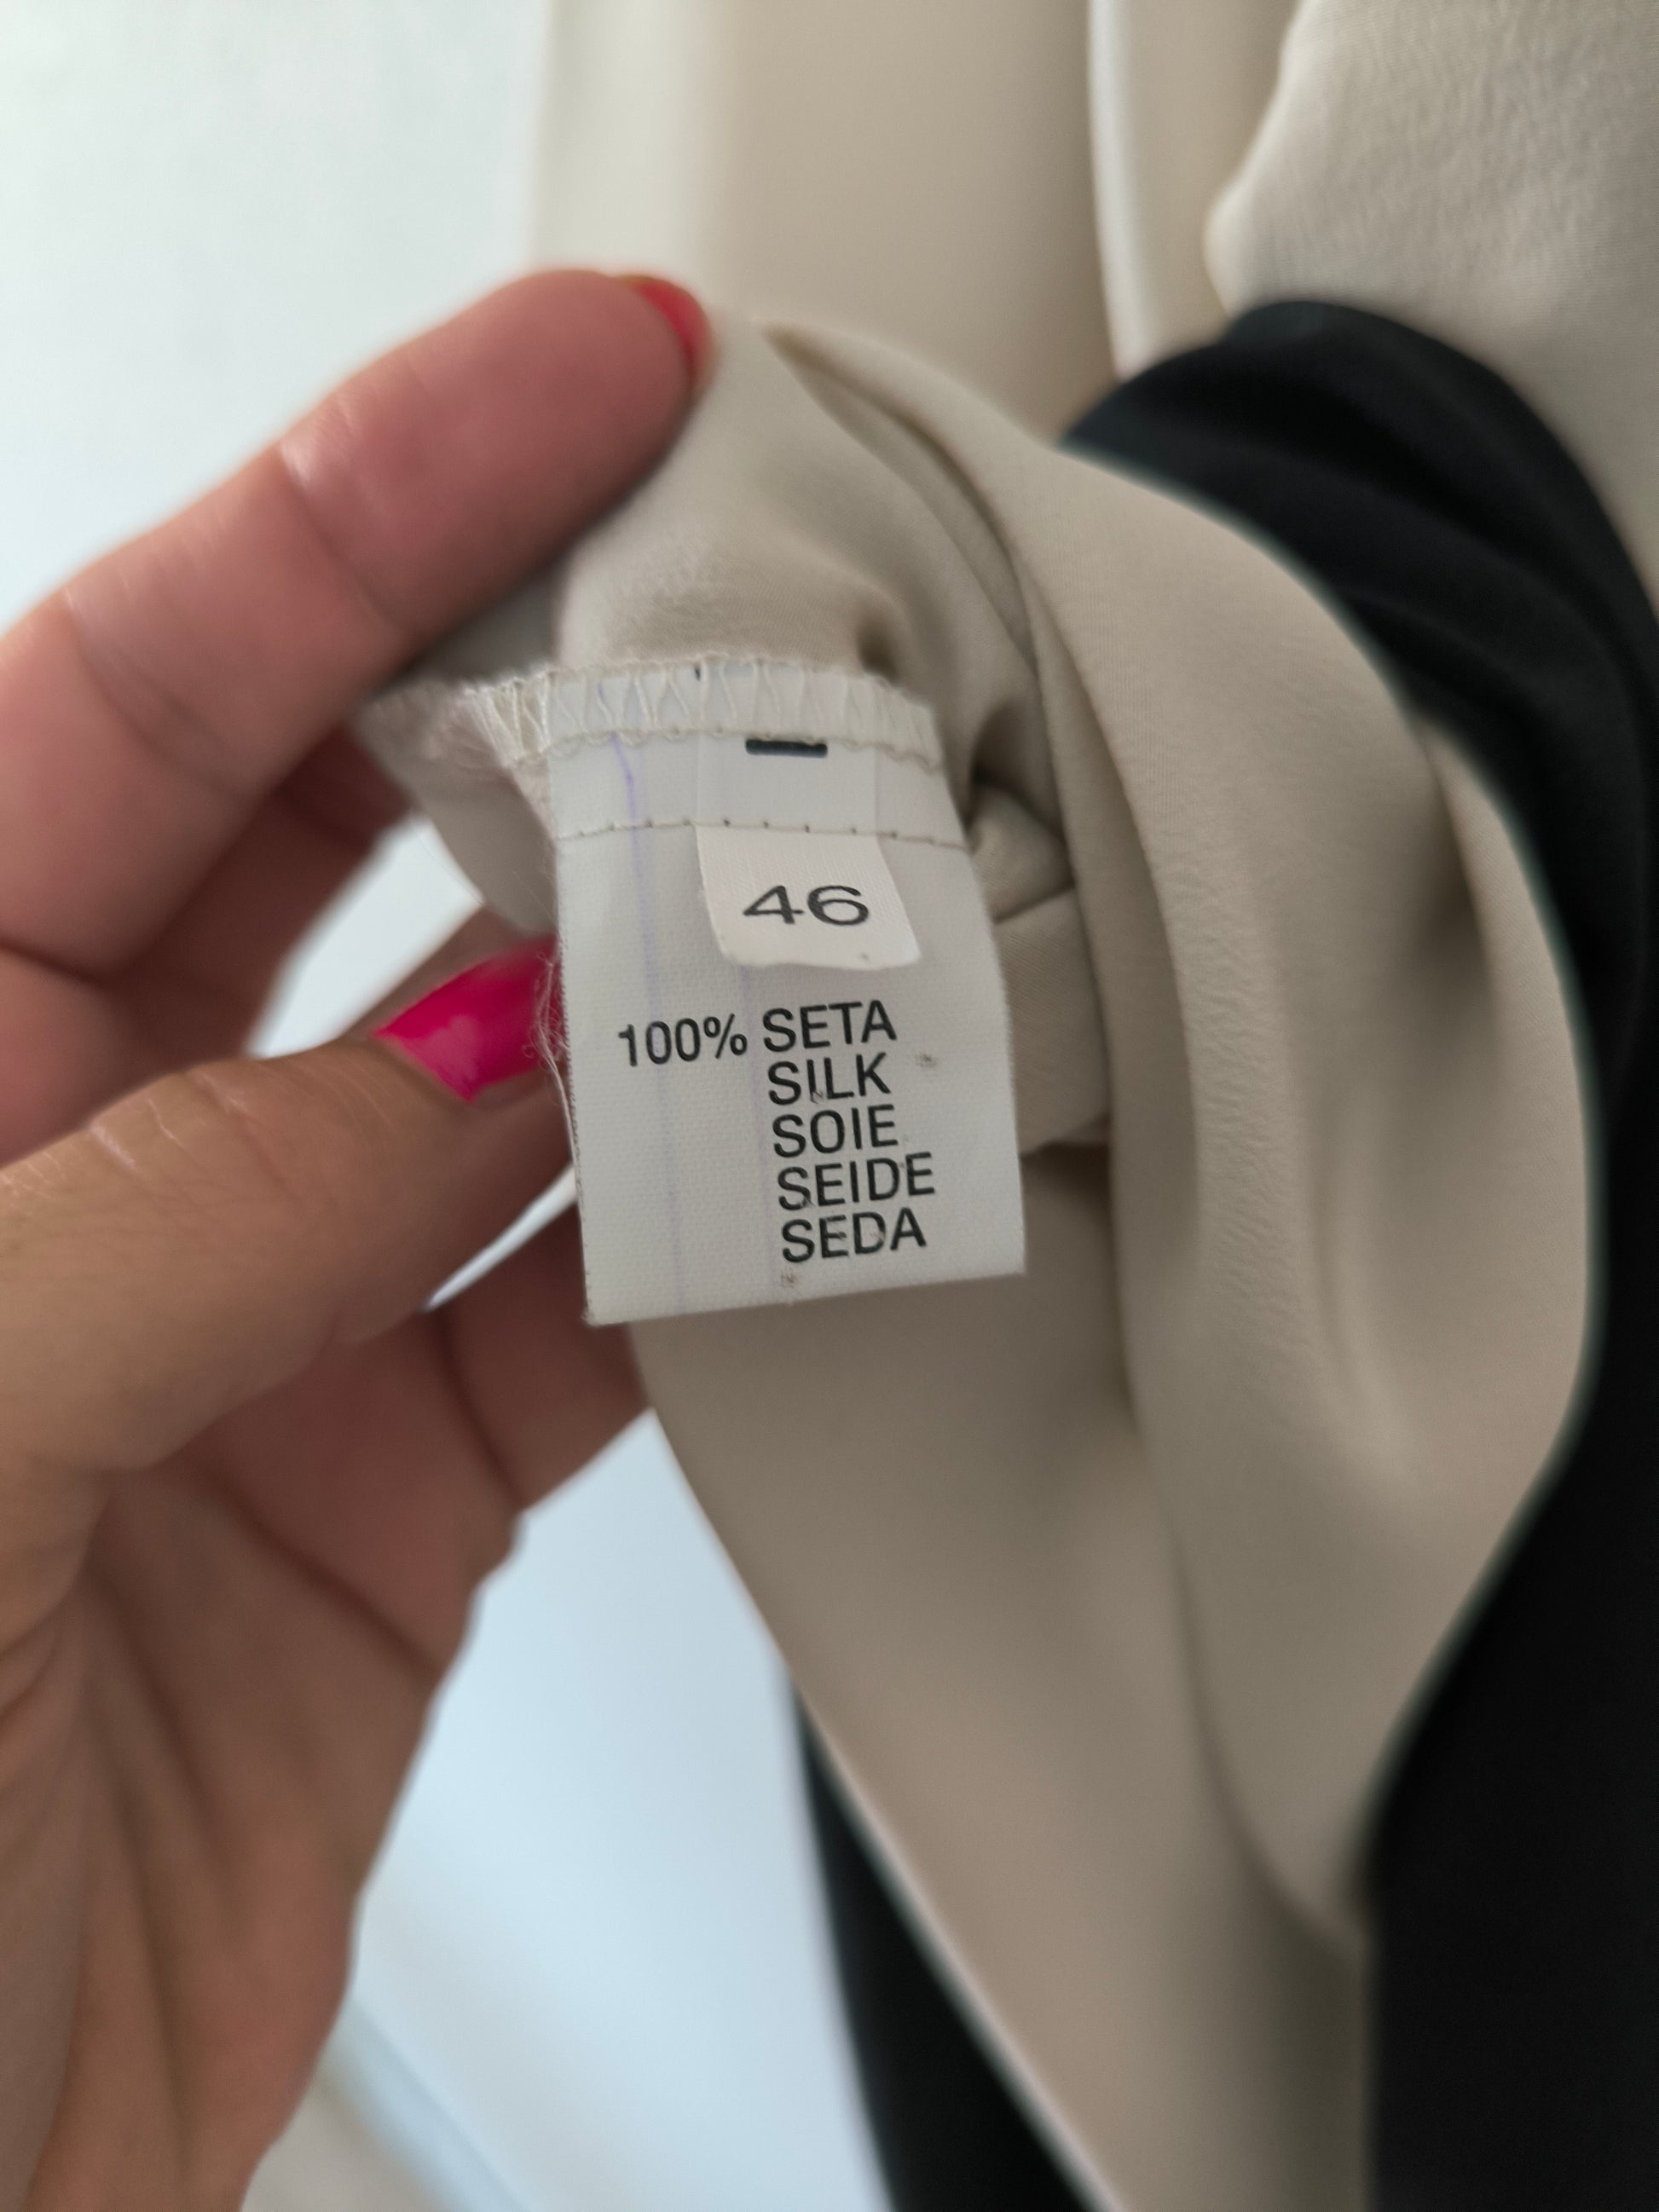 46
100% SETA
SILK
SOIE
SEIDE
SEDA